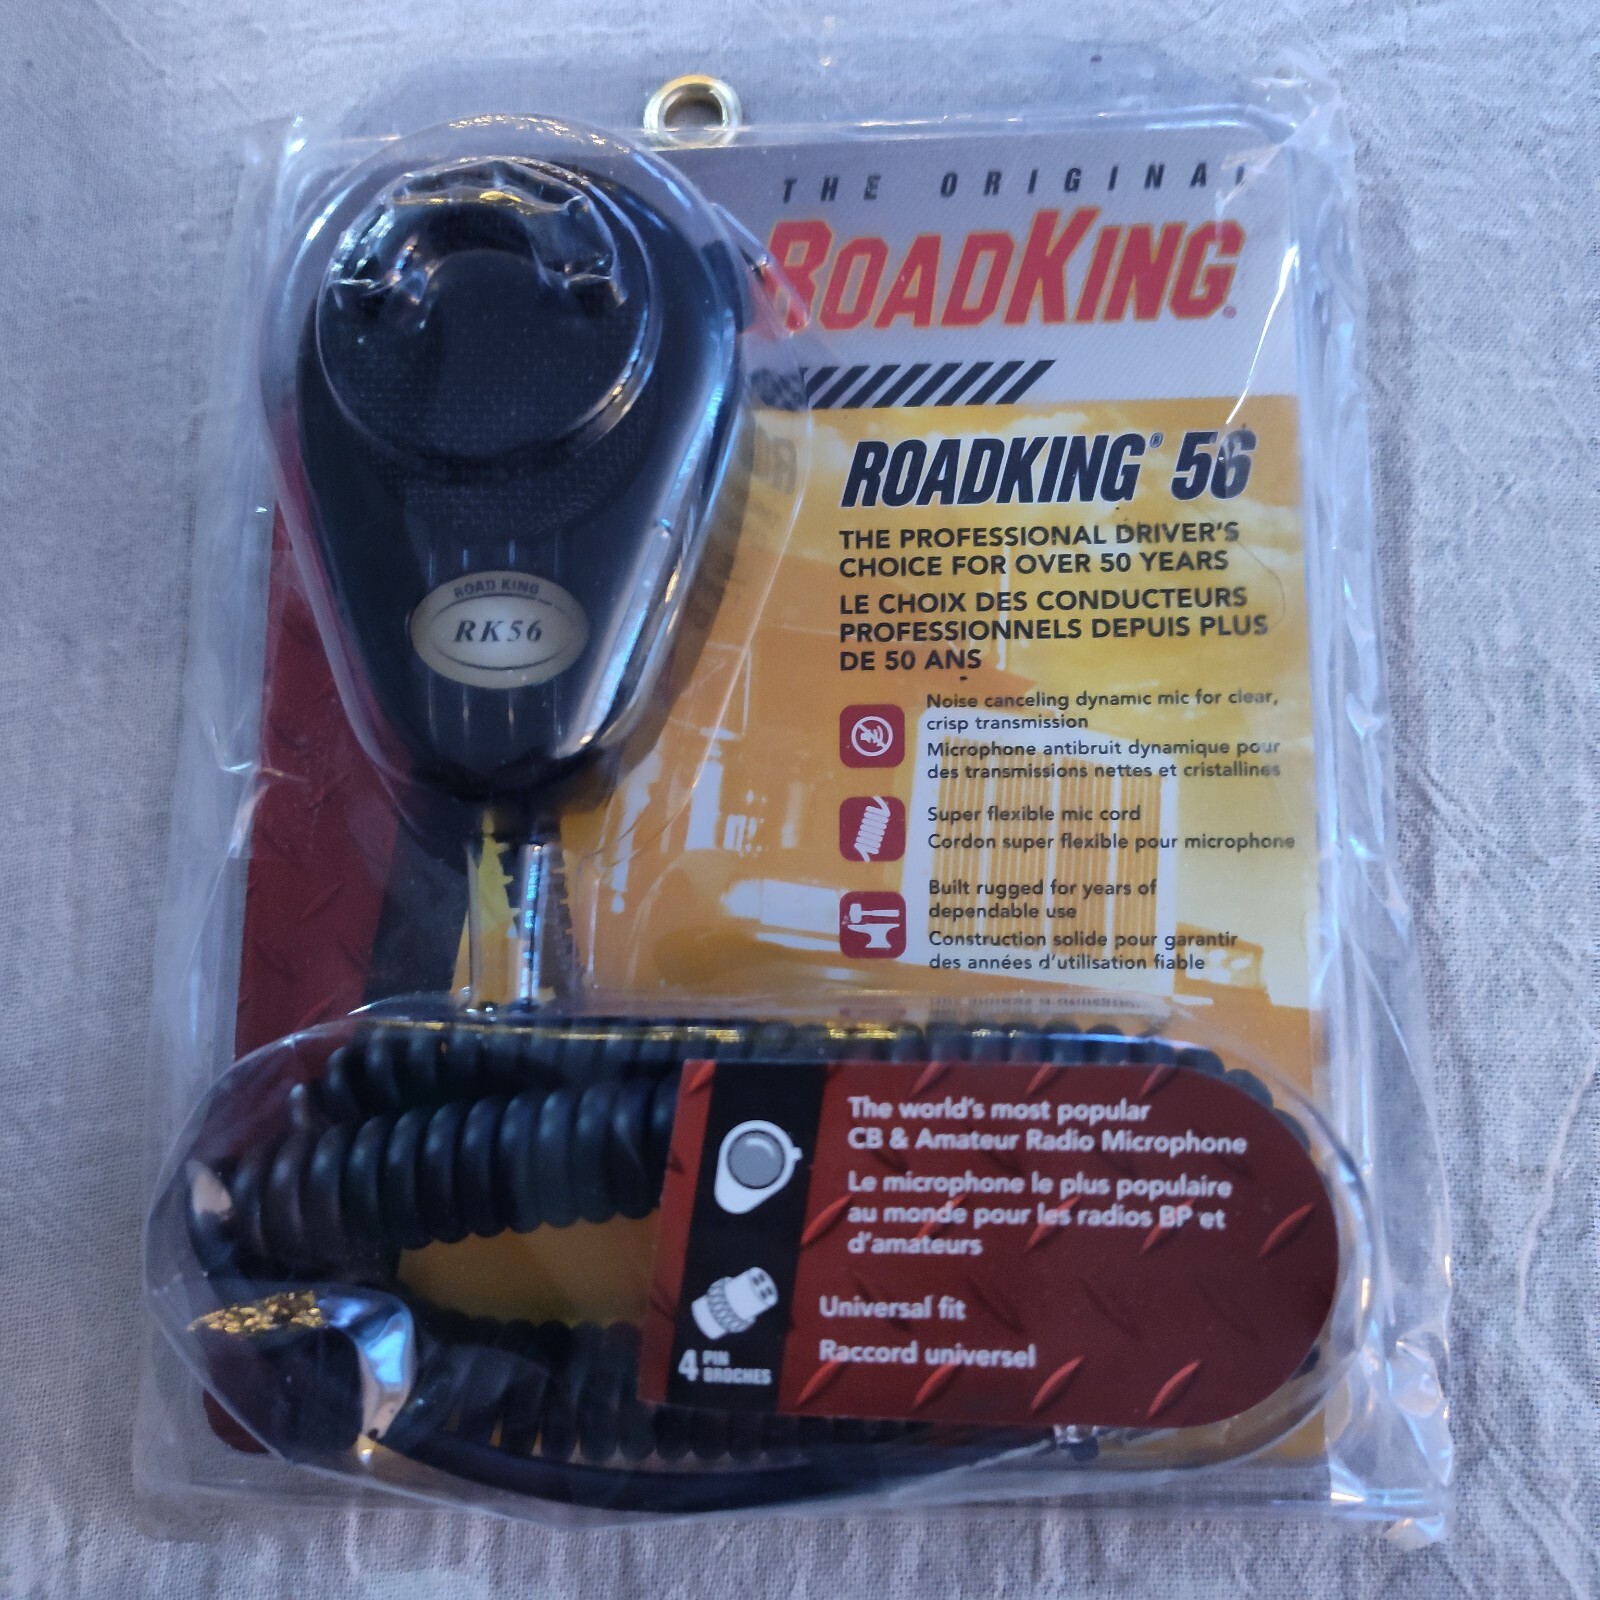 THE ORIGINAL
ROADKING®
ROADKING® 56
THE PROFESSIONAL DRIVER'S
CHOICE FOR OVER 50 YEARS
LE CHOIX DES CONDUCTEURS
PROFESSIONNELS DEPUIS PLUS
DE 50 ANS
ROAD KING
RK56
Noise canceling dynamic mic for clear,
crisp transmission
Microphone antibruit dynamique pour
des transmissions nettes et cristallines
Super flexible mic cord
Cordon super flexible pour microphone
Built rugged for years of
dependable use
Construction solide pour garantir
des années d'utilisation fiable
The world's most popular
CB & Amateur Radio Microphone
Le microphone le plus populaire
au monde pour les radios BP et
d'amateurs
Universal fit
Raccord universel
4 PIN
BROCHES